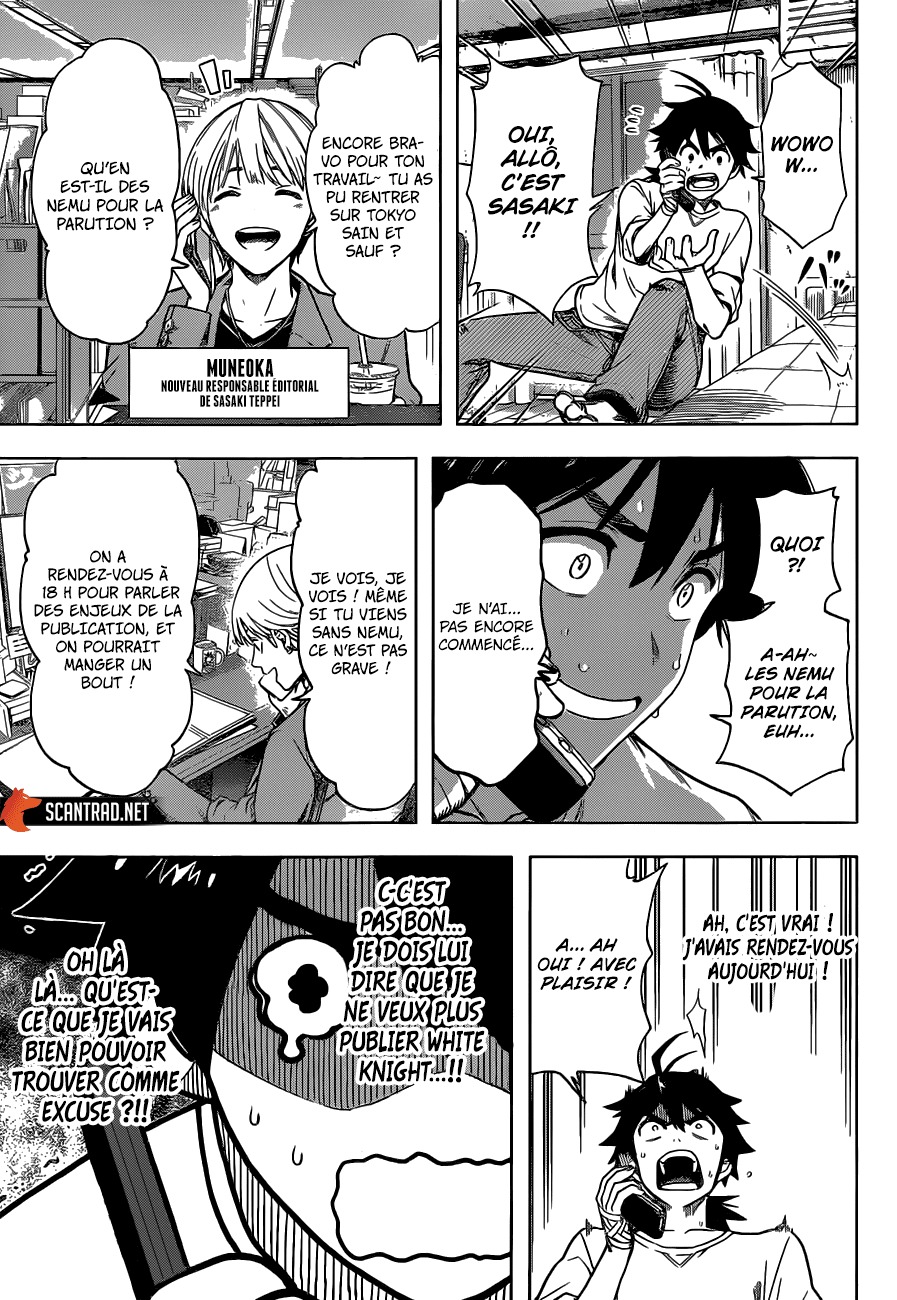 WOWO
W...
OUI,
ALLÔ,
C'EST
SASAKI
!!
ENCORE BRA-
VO POUR TON
TRAVAIL~ TU AS
PU RENTRER
SUR TOKYO
SAIN ET
SAUF ?
QU'EN
EST-IL DES
NEMU POUR LA
PARUTION ?
MUNEOKA
NOUVEAU RESPONSABLE ÉDITORIAL
DE SASAKI TEPPEI
QUOI
?!
A-AH~
LES NEMU
POUR LA
PARUTION,
EUH...
JE N'AI...
PAS ENCORE
COMMENCÉ...
JE VOIS, JE
VOIS ! MÊME
SI TU VIENS
SANS NEMU,
CE N'EST PAS
GRAVE !
ON A
RENDEZ-VOUS À
18 H POUR PARLER
DES ENJEUX DE LA
PUBLICATION, ET
ON POURRAIT
MANGER UN
BOUT !
SCANTRAD.NET
AH, C'EST VRAI !
J'AVAIS RENDEZ-VOUS
AUJOURD'HUI !
A... AH
OUI ! AVEC
PLAISIR !
C-C'EST
PAS BON...
JE DOIS LUI
DIRE QUE JE
NE VEUX PLUS
PUBLIER WHITE
KNIGHT...!!
OH LÀ
LÀ... QU'EST-
CE QUE JE VAIS
BIEN POUVOIR
TROUVER COMME
EXCUSE ?!!